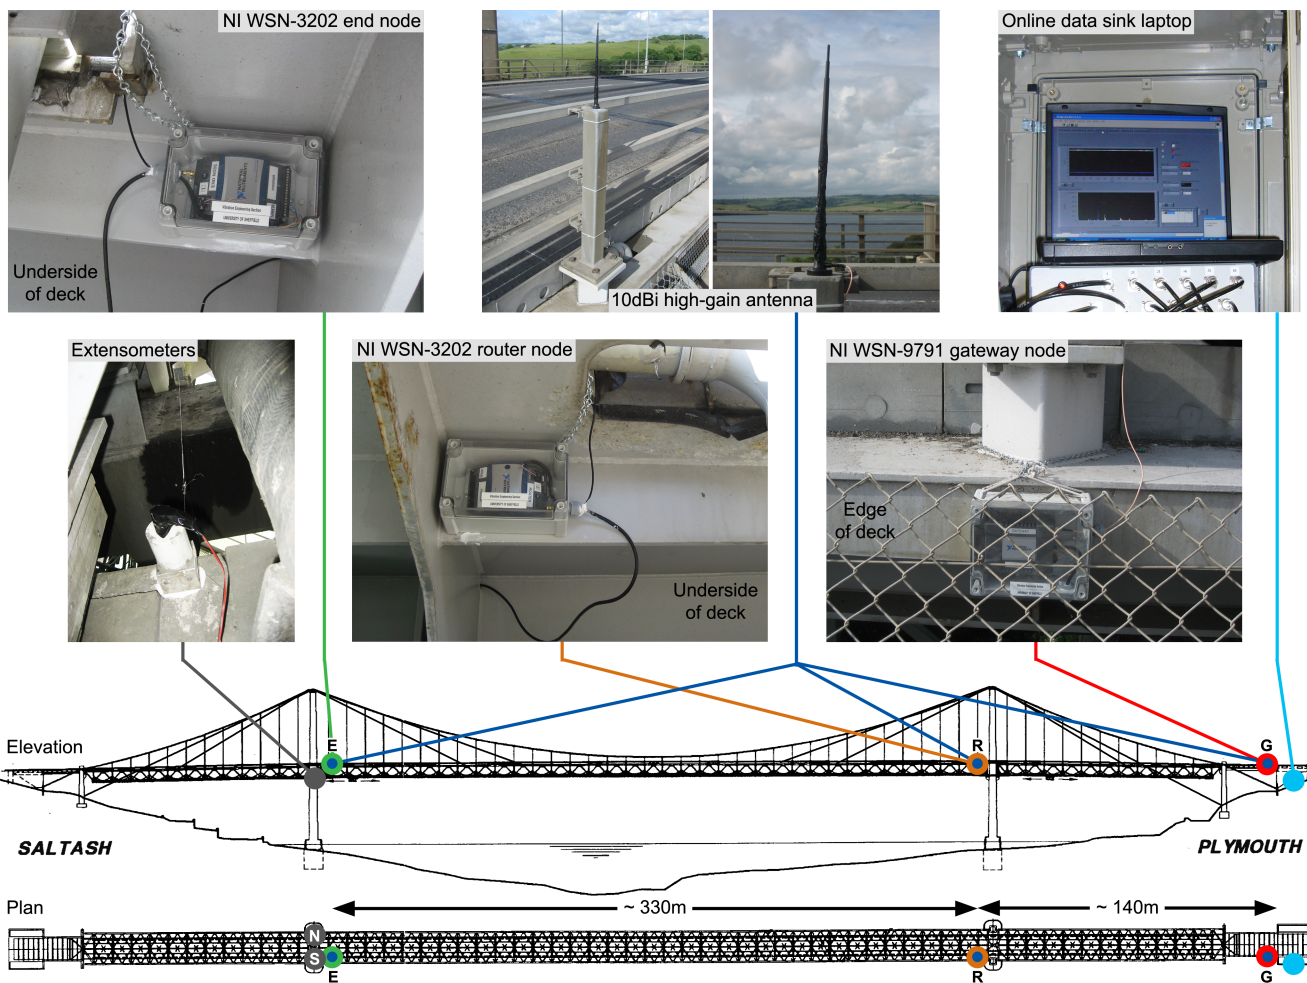 NI WSN-3202 end node
Underside
of deck
10dBi high-gain antenna
Online data sink laptop
Extensometers
NI WSN-3202 router node
Underside
of deck
NI WSN-9791 gateway node
Edge
of deck
Elevation
E
R
G
SALTASH
PLYMOUTH
Plan
~ 330m
~ 140m
N
S
E
R
G